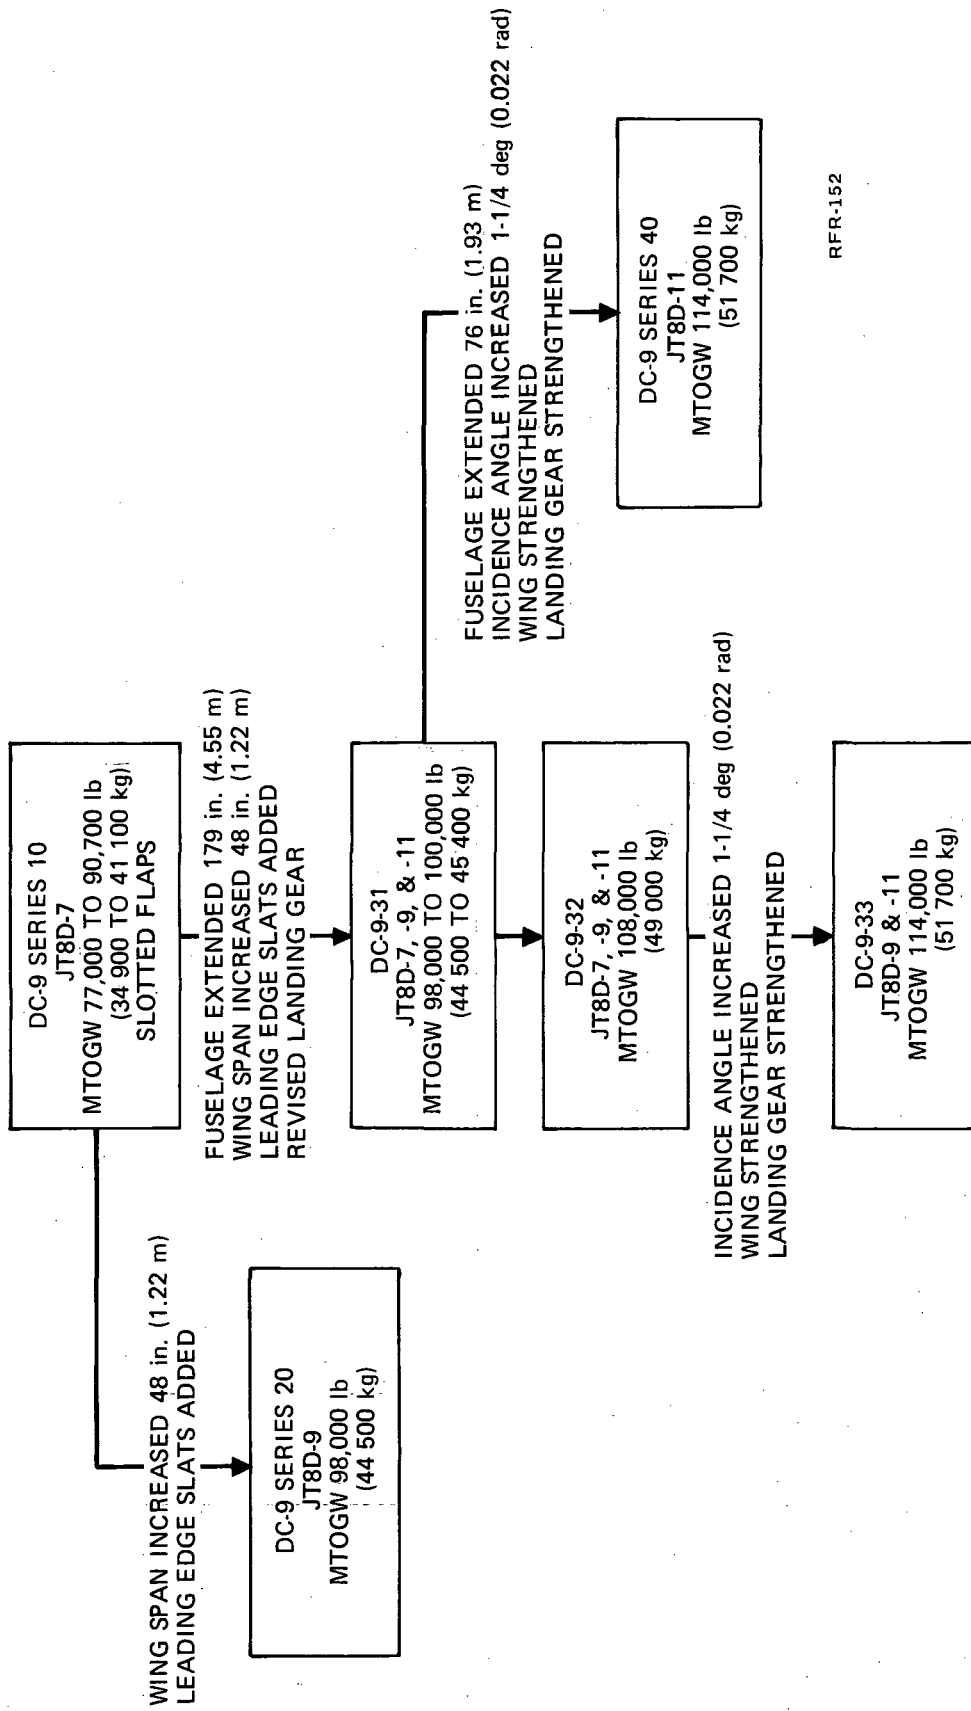 DC-9 SERIES 10
JT8D-7
MTOGW 77,000 TO 90,700 lb
(34 900 TO 41 100 kg)
SLOTTED FLAPS
WING SPAN INCREASED 48 in. (1.22 m)
LEADING EDGE SLATS ADDED
DC-9 SERIES 20
JT8D-9
MTOGW 98,000 lb
(44 500 kg)
FUSELAGE EXTENDED 179 in. (4.55 m)
WING SPAN INCREASED 48 in. (1.22 m)
LEADING EDGE SLATS ADDED
REVISED LANDING GEAR
DC-9-31
JT8D-7, -9, & -11
MTOGW 98,000 TO 100,000 lb
(44 500 TO 45 400 kg)
FUSELAGE EXTENDED 76 in. (1.93 m)
INCIDENCE ANGLE INCREASED 1-1/4 deg (0.022 rad)
WING STRENGTHENED
LANDING GEAR STRENGTHENED
DC-9 SERIES 40
JT8D-11
MTOGW 114,000 lb
(51 700 kg)
DC-9-32
JT8D-7, -9, & -11
MTOGW 108,000 lb
(49 000 kg)
INCIDENCE ANGLE INCREASED 1-1/4 deg (0.022 rad)
WING STRENGTHENED
LANDING GEAR STRENGTHENED
DC-9-33
JT8D-9 & -11
MTOGW 114,000 lb
(51 700 kg)
RFR-152